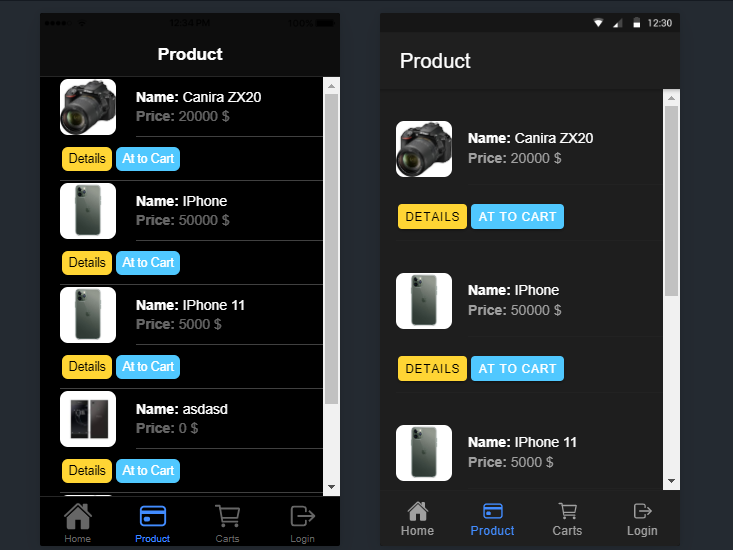 12:34 PM
100%
Product
Name: Canira ZX20
Price: 20000 $
Details At to Cart
Name: IPhone
Price: 50000 $
Details At to Cart
Name: IPhone 11
Price: 5000 $
Details At to Cart
Name: asdasd
Price: 0 $
Details At to Cart
Home Product Carts Login
12:30
Product
Name: Canira ZX20
Price: 20000 $
DETAILS AT TO CART
Name: IPhone
Price: 50000 $
DETAILS AT TO CART
Name: IPhone 11
Price: 5000 $
Home Product Carts Login